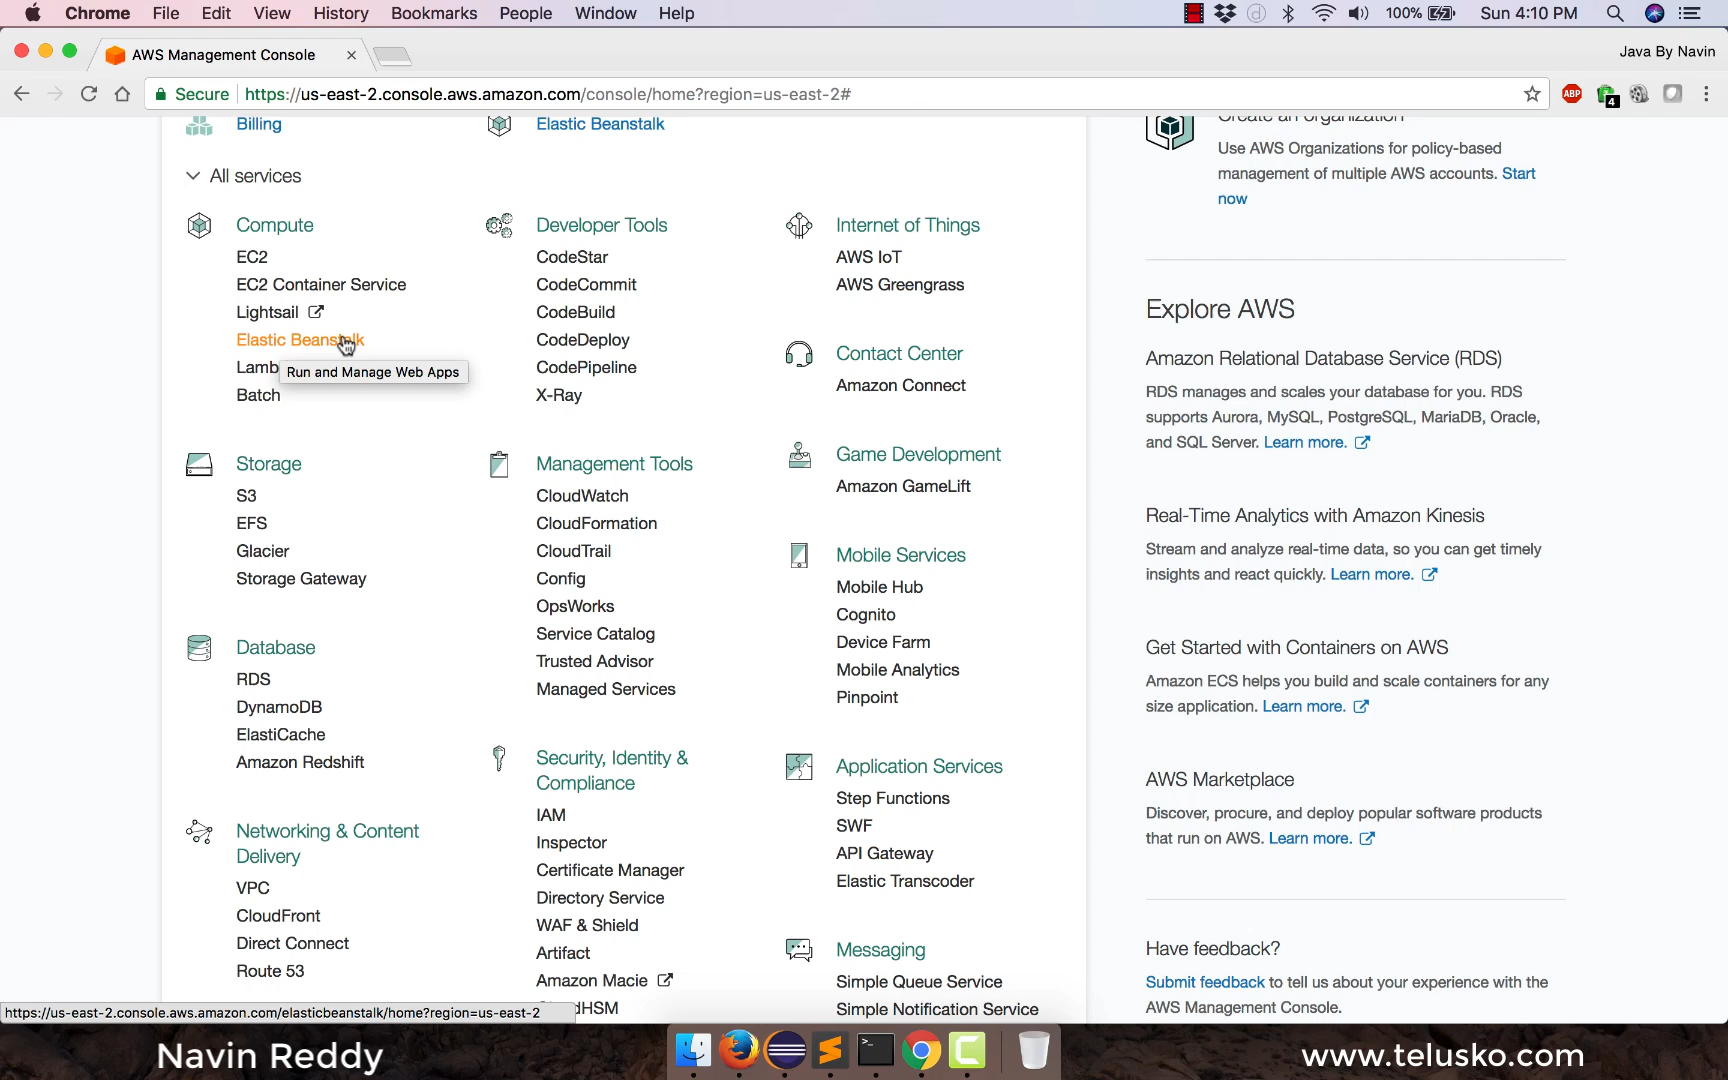 Chrome File Edit View History Bookmarks People Window Help 100% Sun 4:10 PM
AWS Management Console
Java By Navin
Secure https://us-east-2.console.aws.amazon.com/console/home?region=us-east-2#
ABP
4
Billing
Elastic Beanstalk
All services
Compute
EC2
EC2 Container Service
Lightsail
Elastic Beanstalk
Lamb
Run and Manage Web Apps
Batch
Storage
S3
EFS
Glacier
Storage Gateway
Database
RDS
DynamoDB
ElastiCache
Amazon Redshift
Networking & Content
Delivery
VPC
CloudFront
Direct Connect
Route 53
Developer Tools
CodeStar
CodeCommit
CodeBuild
CodeDeploy
CodePipeline
X-Ray
Management Tools
CloudWatch
CloudFormation
CloudTrail
Config
OpsWorks
Service Catalog
Trusted Advisor
Managed Services
Security, Identity &
Compliance
IAM
Inspector
Certificate Manager
Directory Service
WAF & Shield
Artifact
Amazon Macie
HSM
Internet of Things
AWS IoT
AWS Greengrass
Contact Center
Amazon Connect
Game Development
Amazon GameLift
Mobile Services
Mobile Hub
Cognito
Device Farm
Mobile Analytics
Pinpoint
Application Services
Step Functions
SWF
API Gateway
Elastic Transcoder
Messaging
Simple Queue Service
Simple Notification Service
Create an organization
Use AWS Organizations for policy-based
management of multiple AWS accounts. Start
now
Explore AWS
Amazon Relational Database Service (RDS)
RDS manages and scales your database for you. RDS
supports Aurora, MySQL, PostgreSQL, MariaDB, Oracle,
and SQL Server. Learn more.
Real-Time Analytics with Amazon Kinesis
Stream and analyze real-time data, so you can get timely
insights and react quickly. Learn more.
Get Started with Containers on AWS
Amazon ECS helps you build and scale containers for any
size application. Learn more.
AWS Marketplace
Discover, procure, and deploy popular software products
that run on AWS. Learn more.
Have feedback?
Submit feedback to tell us about your experience with the
AWS Management Console.
https://us-east-2.console.aws.amazon.com/elasticbeanstalk/home?region=us-east-2
Navin Reddy
www.telusko.com